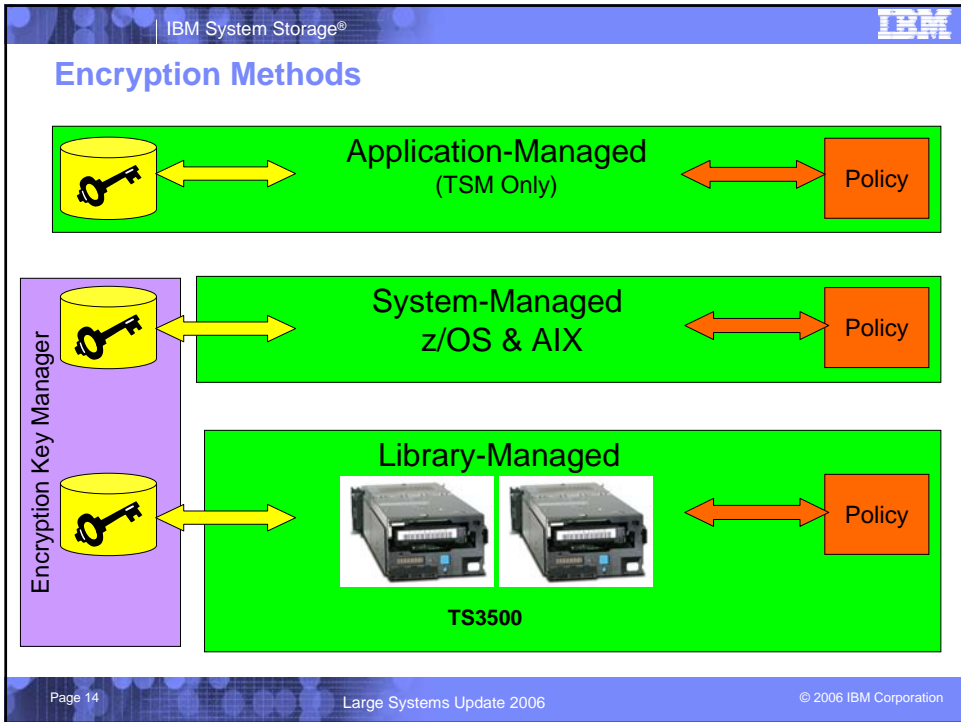 IBM System Storage®
IBM
Encryption Methods
Application-Managed
(TSM Only)
Policy
Encryption Key Manager
System-Managed
z/OS & AIX
Policy
Library-Managed
Policy
TS3500
Page 14
Large Systems Update 2006
© 2006 IBM Corporation